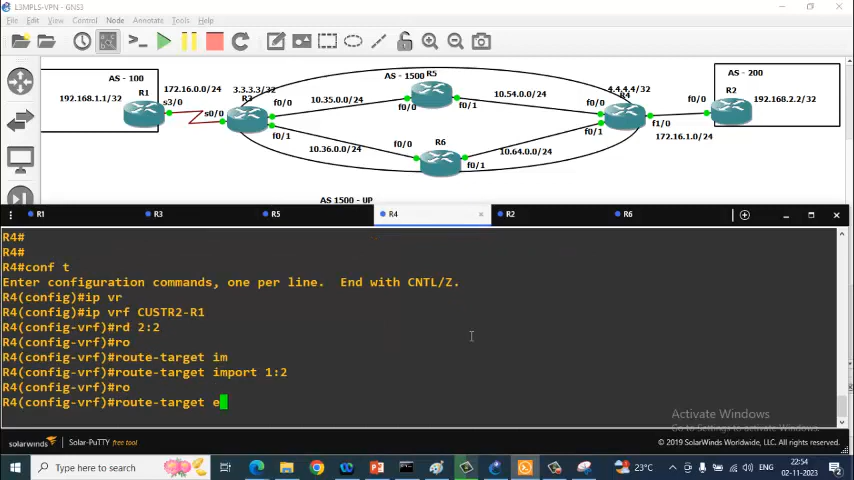 L3MPLS-VPN - GNS3
File Edit View Control Node Annotate Tools Help
AS - 100
AS - 1500
AS - 200
192.168.1.1/32
R1
s3/0
172.16.0.0/24
s0/0
3.3.3.3/32
R3
f0/0
f0/1
10.35.0.0/24
R5
f0/0
f0/1
10.54.0.0/24
4.4.4.4/32
R4
f0/0
f0/1
f1/0
172.16.1.0/24
f0/0
R2
192.168.2.2/32
10.36.0.0/24
f0/0
R6
f0/1
10.64.0.0/24
AS 1500 - UP
R1 R3 R5 R4 R2 R6
R4#
R4#
R4#conf t
Enter configuration commands, one per line. End with CNTL/Z.
R4(config)#ip vr
R4(config)#ip vrf CUSTR2-R1
R4(config-vrf)#rd 2:2
R4(config-vrf)#ro
R4(config-vrf)#route-target im
R4(config-vrf)#route-target import 1:2
R4(config-vrf)#ro
R4(config-vrf)#route-target e
Activate Windows
Go to Settings to activate Windows.
solarwinds Solar-PuTTY free tool
© 2019 SolarWinds Worldwide, LLC. All rights reserved.
Type here to search
23°C
ENG
22:54
02-11-2023
2